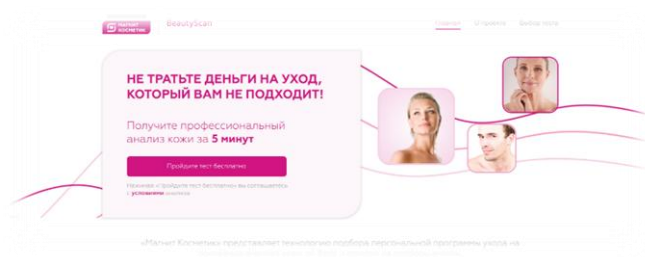 МАГНИТ
КОСМЕТИК
BeautyScan
Главная О проекте Выбор теста
НЕ ТРАТЬТЕ ДЕНЬГИ НА УХОД,
КОТОРЫЙ ВАМ НЕ ПОДХОДИТ!
Получите профессиональный
анализ кожи за 5 минут
Пройдите тест бесплатно
Нажимая «Пройдите тест бесплатно» вы соглашаетесь
с условиями
«Магнит Косметик» представляет технологию подбора персональной программы ухода на